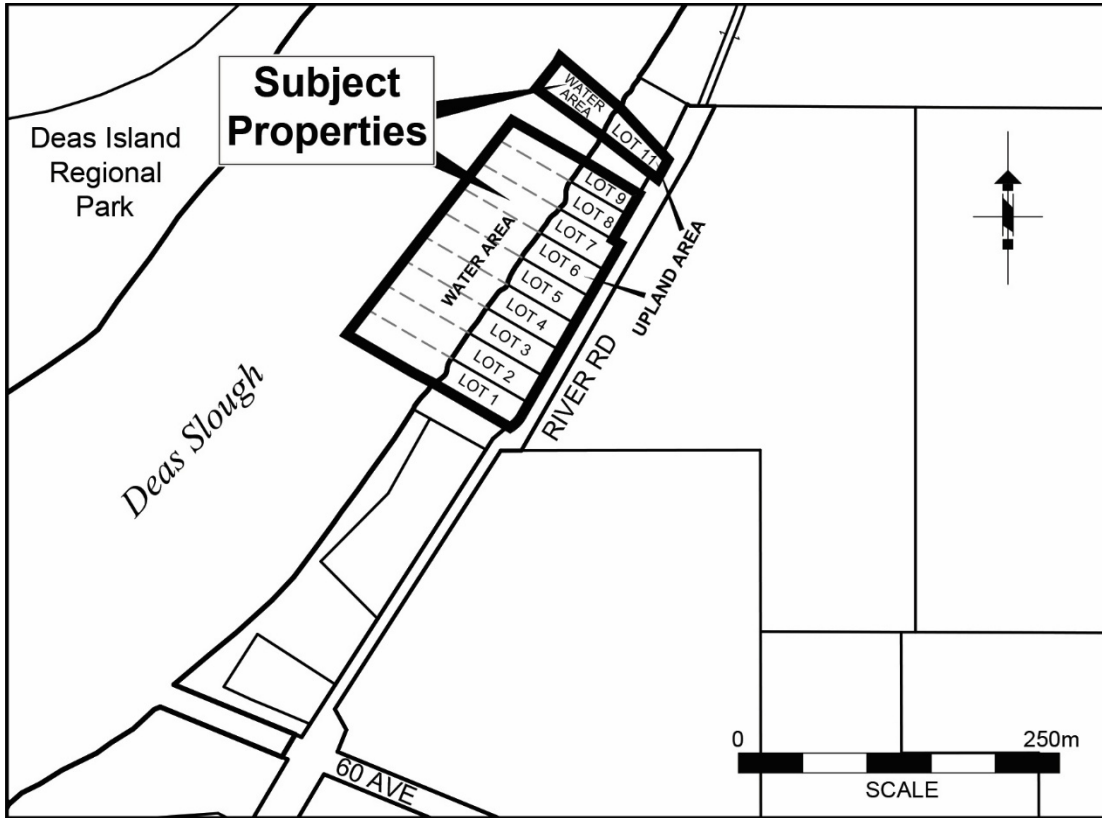 Subject
Properties
Deas Island
Regional
Park
WATER
AREA
LOT 11
LOT 9
LOT 8
LOT 7
LOT 6
LOT 5
LOT 4
LOT 3
LOT 2
LOT 1
WATER AREA
UPLAND AREA
RIVER RD
Deas Slough
60 AVE
0 250m
SCALE